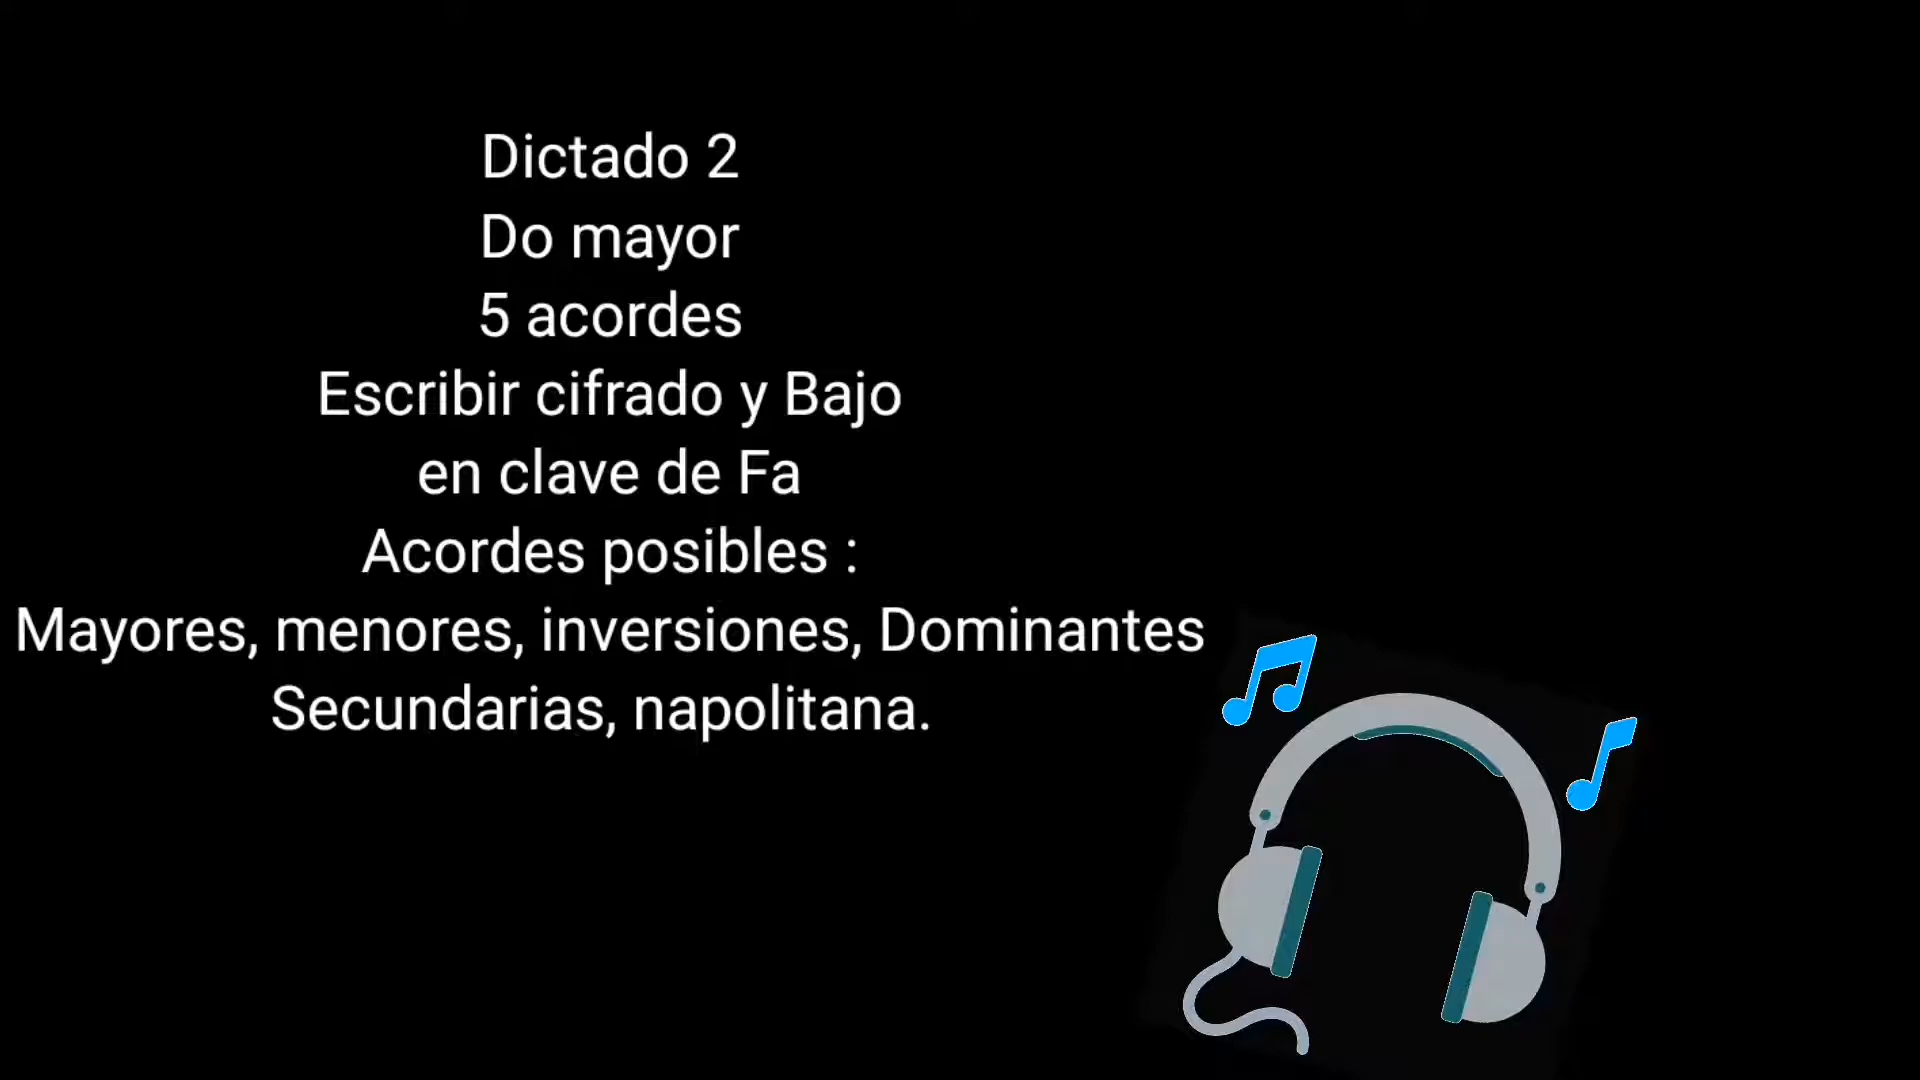 Dictado 2
Do mayor
5 acordes
Escribir cifrado y Bajo
en clave de Fa
Acordes posibles :
Mayores, menores, inversiones, Dominantes
Secundarias, napolitana.